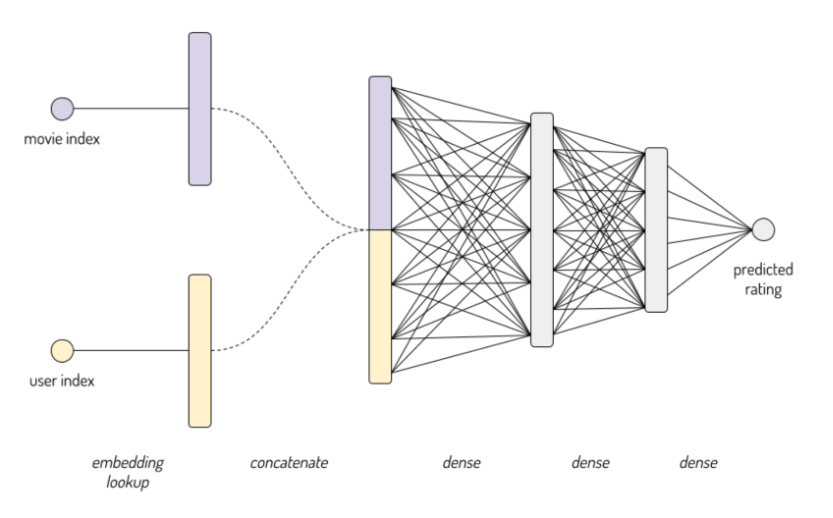 movie index
user index
predicted
rating
embedding
lookup
concatenate
dense
dense
dense